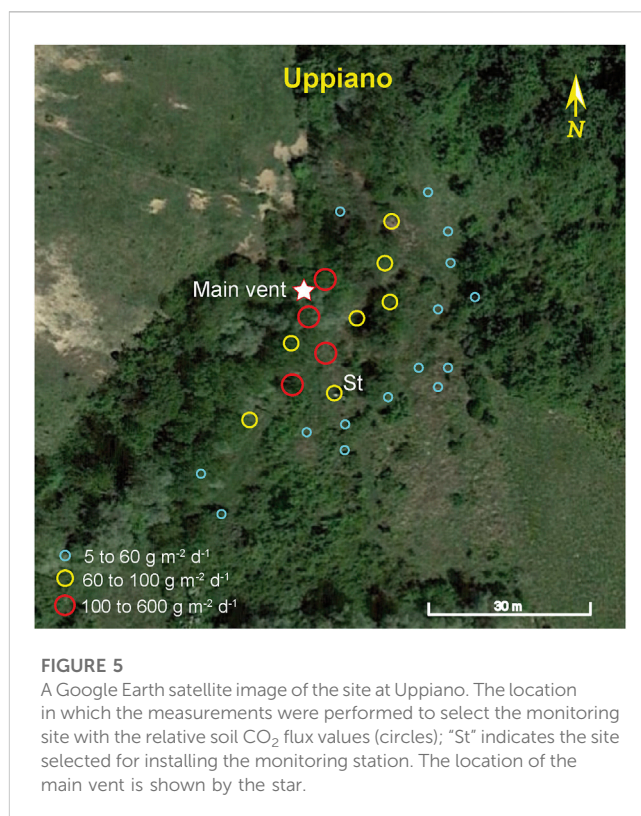 Uppiano
N
Main vent
St
5 to 60 g m⁻² d⁻¹
60 to 100 g m⁻² d⁻¹
100 to 600 g m⁻² d⁻¹
30 m
FIGURE 5
A Google Earth satellite image of the site at Uppiano. The location
in which the measurements were performed to select the monitoring
site with the relative soil CO₂ flux values (circles); “St” indicates the site
selected for installing the monitoring station. The location of the
main vent is shown by the star.